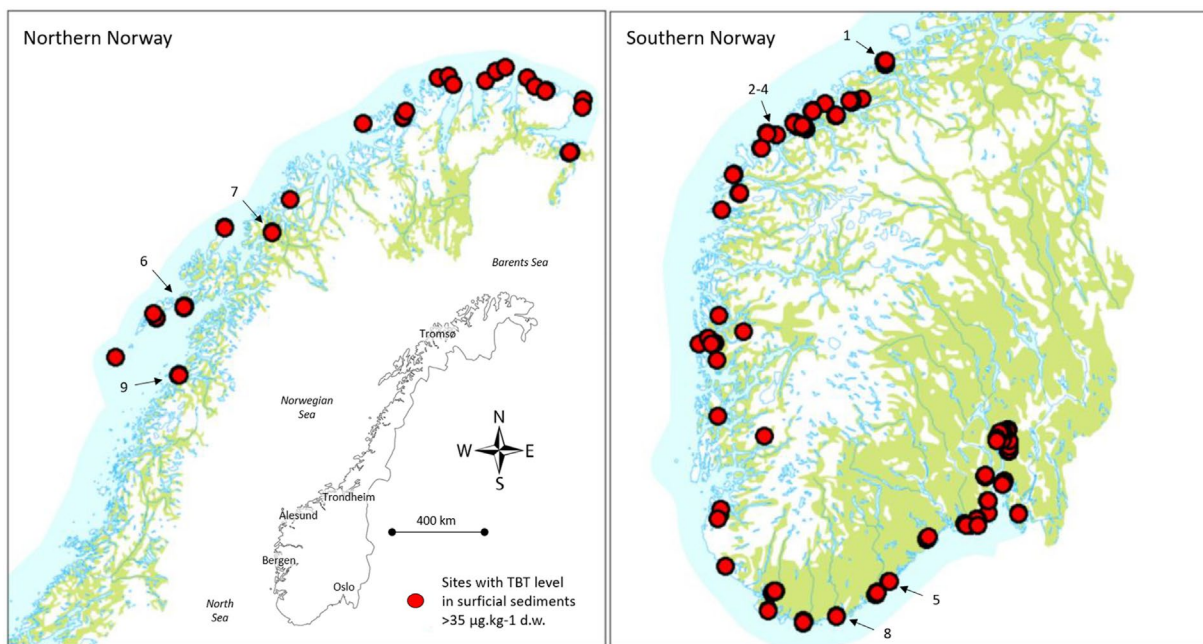 Northern Norway
7
6
9
Barents Sea
Tromsø
Norwegian
Sea
N
W E
S
Trondheim
Ålesund
400 km
Bergen
Oslo
North
Sea
Sites with TBT level
in surficial sediments
>35 µg.kg-1 d.w.
Southern Norway
1
2-4
5
8